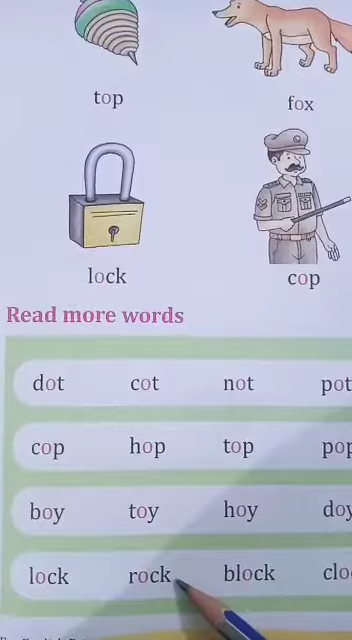 top fox
lock cop
Read more words
dot cot not pot
cop hop top pop
boy toy hoy
lock rock block